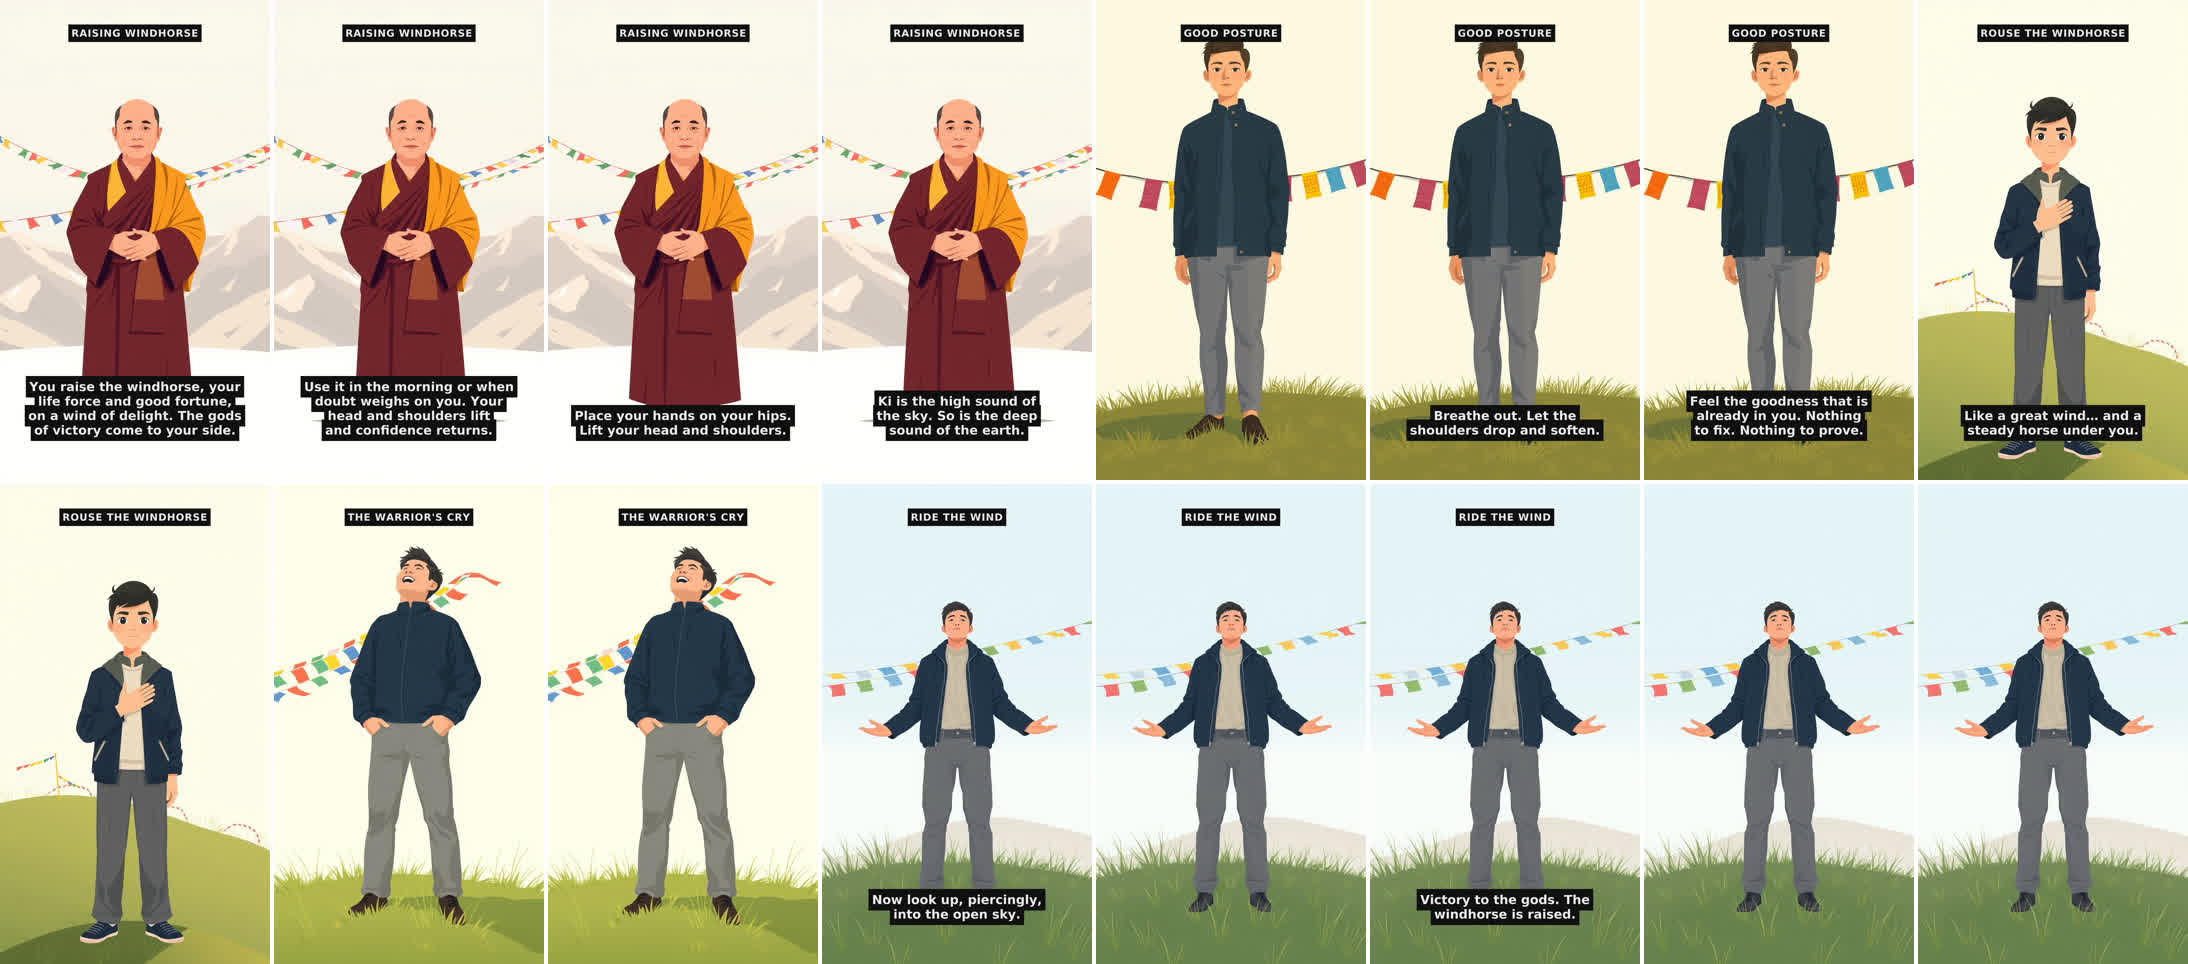 RAISING WINDHORSE
You raise the windhorse, your
life force and good fortune,
on a wind of delight. The gods
of victory come to your side.
RAISING WINDHORSE
Use it in the morning or when
doubt weighs on you. Your
head and shoulders lift
and confidence returns.
RAISING WINDHORSE
Place your hands on your hips.
Lift your head and shoulders.
RAISING WINDHORSE
Ki is the high sound of
the sky. So is the deep
sound of the earth.
GOOD POSTURE
GOOD POSTURE
Breathe out. Let the
shoulders drop and soften.
GOOD POSTURE
Feel the goodness that is
already in you. Nothing
to fix. Nothing to prove.
ROUSE THE WINDHORSE
Like a great wind… and a
steady horse under you.
ROUSE THE WINDHORSE
THE WARRIOR'S CRY
THE WARRIOR'S CRY
RIDE THE WIND
Now look up, piercingly,
into the open sky.
RIDE THE WIND
RIDE THE WIND
Victory to the gods. The
windhorse is raised.